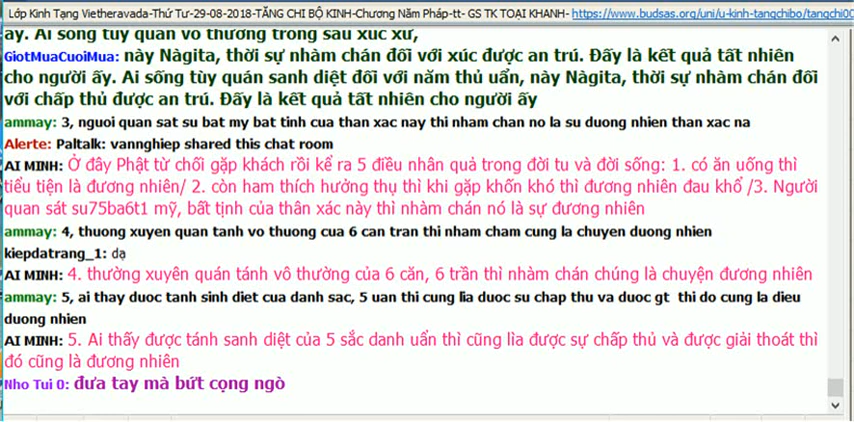 Lớp Kinh Tạng Vietheravada-Thứ Tư-29-08-2018-TĂNG CHI BỘ KINH-Chương Năm Pháp-tt- GS TK TOẠI KHANH- https://www.budsas.org/uni/u-kinh-tangchibo/tangchi0
ấy. Ai sống tùy quán vô thường trong sáu xúc xứ,
GiotMuaCuoiMua: này Nàgita, thời sự nhàm chán đối với xúc được an trú. Đấy là kết quả tất nhiên
cho người ấy. Ai sống tùy quán sanh diệt đối với năm thủ uẩn, này Nàgita, thời sự nhàm chán đối
với chấp thủ được an trú. Đấy là kết quả tất nhiên cho người ấy
ammay: 3, nguoi quan sat su bat my bat tinh cua than xac nay thi nham chan no la su duong nhien than xac na
Alerte: Paltalk: vannghiep shared this chat room
AI MINH: Ở đây Phật từ chối gặp khách rồi kể ra 5 điều nhân quả trong đời tu và đời sống: 1. có ăn uống thì
tiểu tiện là đương nhiên/ 2. còn ham thích hưởng thụ thì khi gặp khốn khó thì đương nhiên đau khổ /3. Người
quan sát su75ba6t1 mỹ, bất tịnh của thân xác này thì nhàm chán nó là sự đương nhiên
ammay: 4, thuong xuyen quan tanh vo thuong cua 6 can tran thi nham cham cung la chuyen duong nhien
kiepdatrang_1: dạ
AI MINH: 4. thường xuyên quán tánh vô thường của 6 căn, 6 trần thì nhàm chán chúng là chuyện đương nhiên
ammay: 5, ai thay duoc tanh sinh diet cua danh sac, 5 uan thi cung lia duoc su chap thu va duoc gt thi do cung la dieu
duong nhien
AI MINH: 5. Ai thấy được tánh sanh diệt của 5 sắc danh uẩn thì cũng lìa được sự chấp thủ và được giải thoát thì
đó cũng là đương nhiên
Nho Tui 0: đưa tay mà bứt cọng ngò